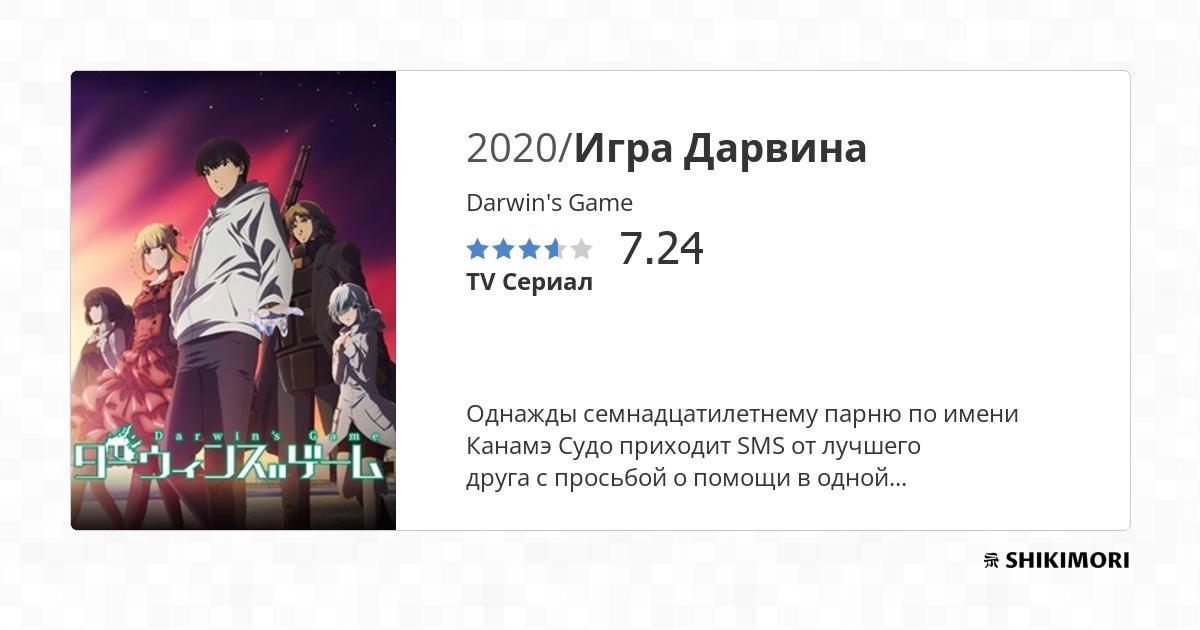 2020/Игра Дарвина
Darwin's Game
7.24
TV Сериал
Однажды семнадцатилетнему парню по имени
Канамэ Судо приходит SMS от лучшего
друга с просьбой о помощи в одной...
Darwin's Game
ダーウィンズゲーム
SHIKIMORI